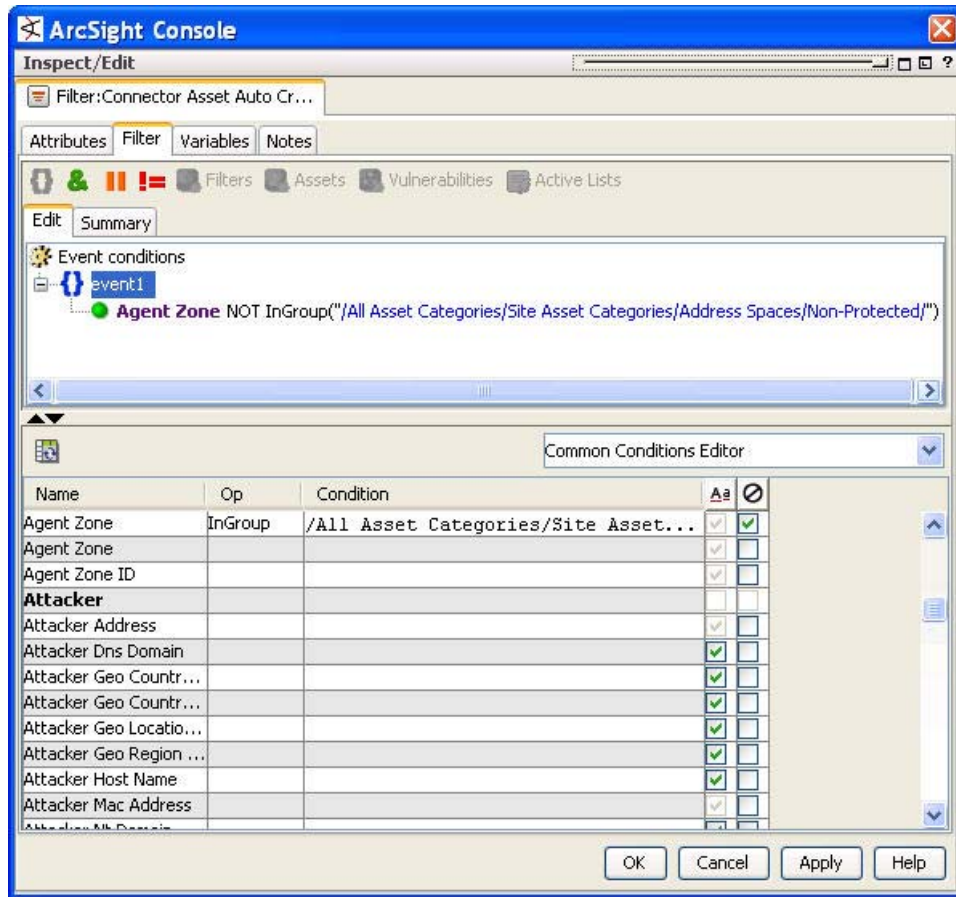 ArcSight Console
Inspect/Edit
?
Filter:Connector Asset Auto Cr...
Attributes Filter Variables Notes
{} & != Filters Assets Vulnerabilities Active Lists
Edit Summary
Event conditions
{} event1
Agent Zone NOT InGroup("/All Asset Categories/Site Asset Categories/Address Spaces/Non-Protected/")
Common Conditions Editor
Name Op Condition Aa
Agent Zone InGroup /All Asset Categories/Site Asset...
Agent Zone
Agent Zone ID
Attacker
Attacker Address
Attacker Dns Domain
Attacker Geo Countr...
Attacker Geo Countr...
Attacker Geo Locatio...
Attacker Geo Region ...
Attacker Host Name
Attacker Mac Address
OK Cancel Apply Help